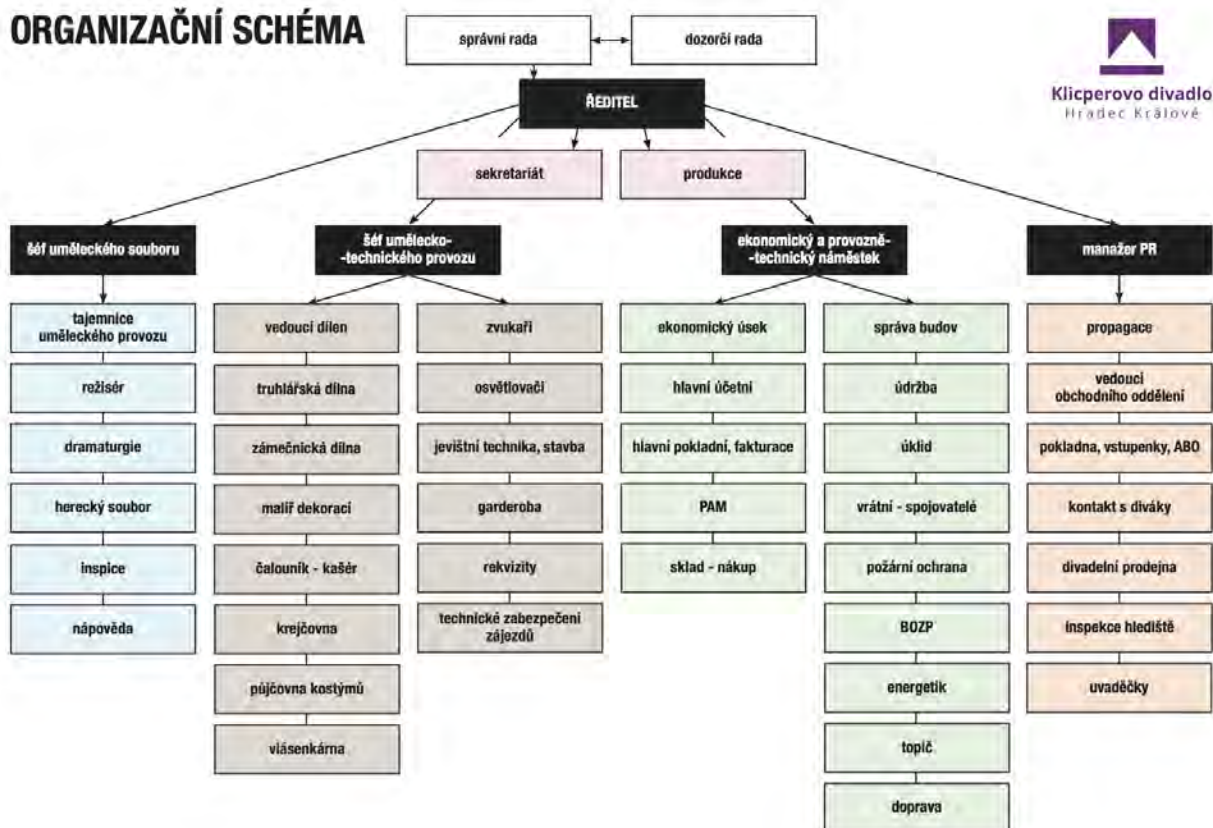 ORGANIZAČNÍ SCHÉMA
správní rada
dozorčí rada
Klicperovo divadlo
Hradec Králové
ŘEDITEL
sekretariát
produkce
šéf uměleckého souboru
šéf umělecko-
-technického provozu
ekonomický a provozně-
-technický náměstek
manažer PR
tajemnice
uměleckého provozu
režisér
dramaturgie
herecký soubor
inspice
nápověda
vedoucí dílen
truhlářská dílna
zámečnická dílna
malíř dekorací
čalouník - kašér
krejčovna
půjčovna kostýmů
vlásenkárna
zvukaři
osvětlovači
jevištní technika, stavba
garderoba
rekvizity
technické zabezpečení
zájezdů
ekonomický úsek
hlavní účetní
hlavní pokladní, fakturace
PAM
sklad - nákup
správa budov
údržba
úklid
vrátní - spojovatelé
požární ochrana
BOZP
energetik
topič
doprava
propagace
vedoucí
obchodního oddělení
pokladna, vstupenky, ABO
kontakt s diváky
divadelní prodejna
inspekce hlediště
uvaděčky